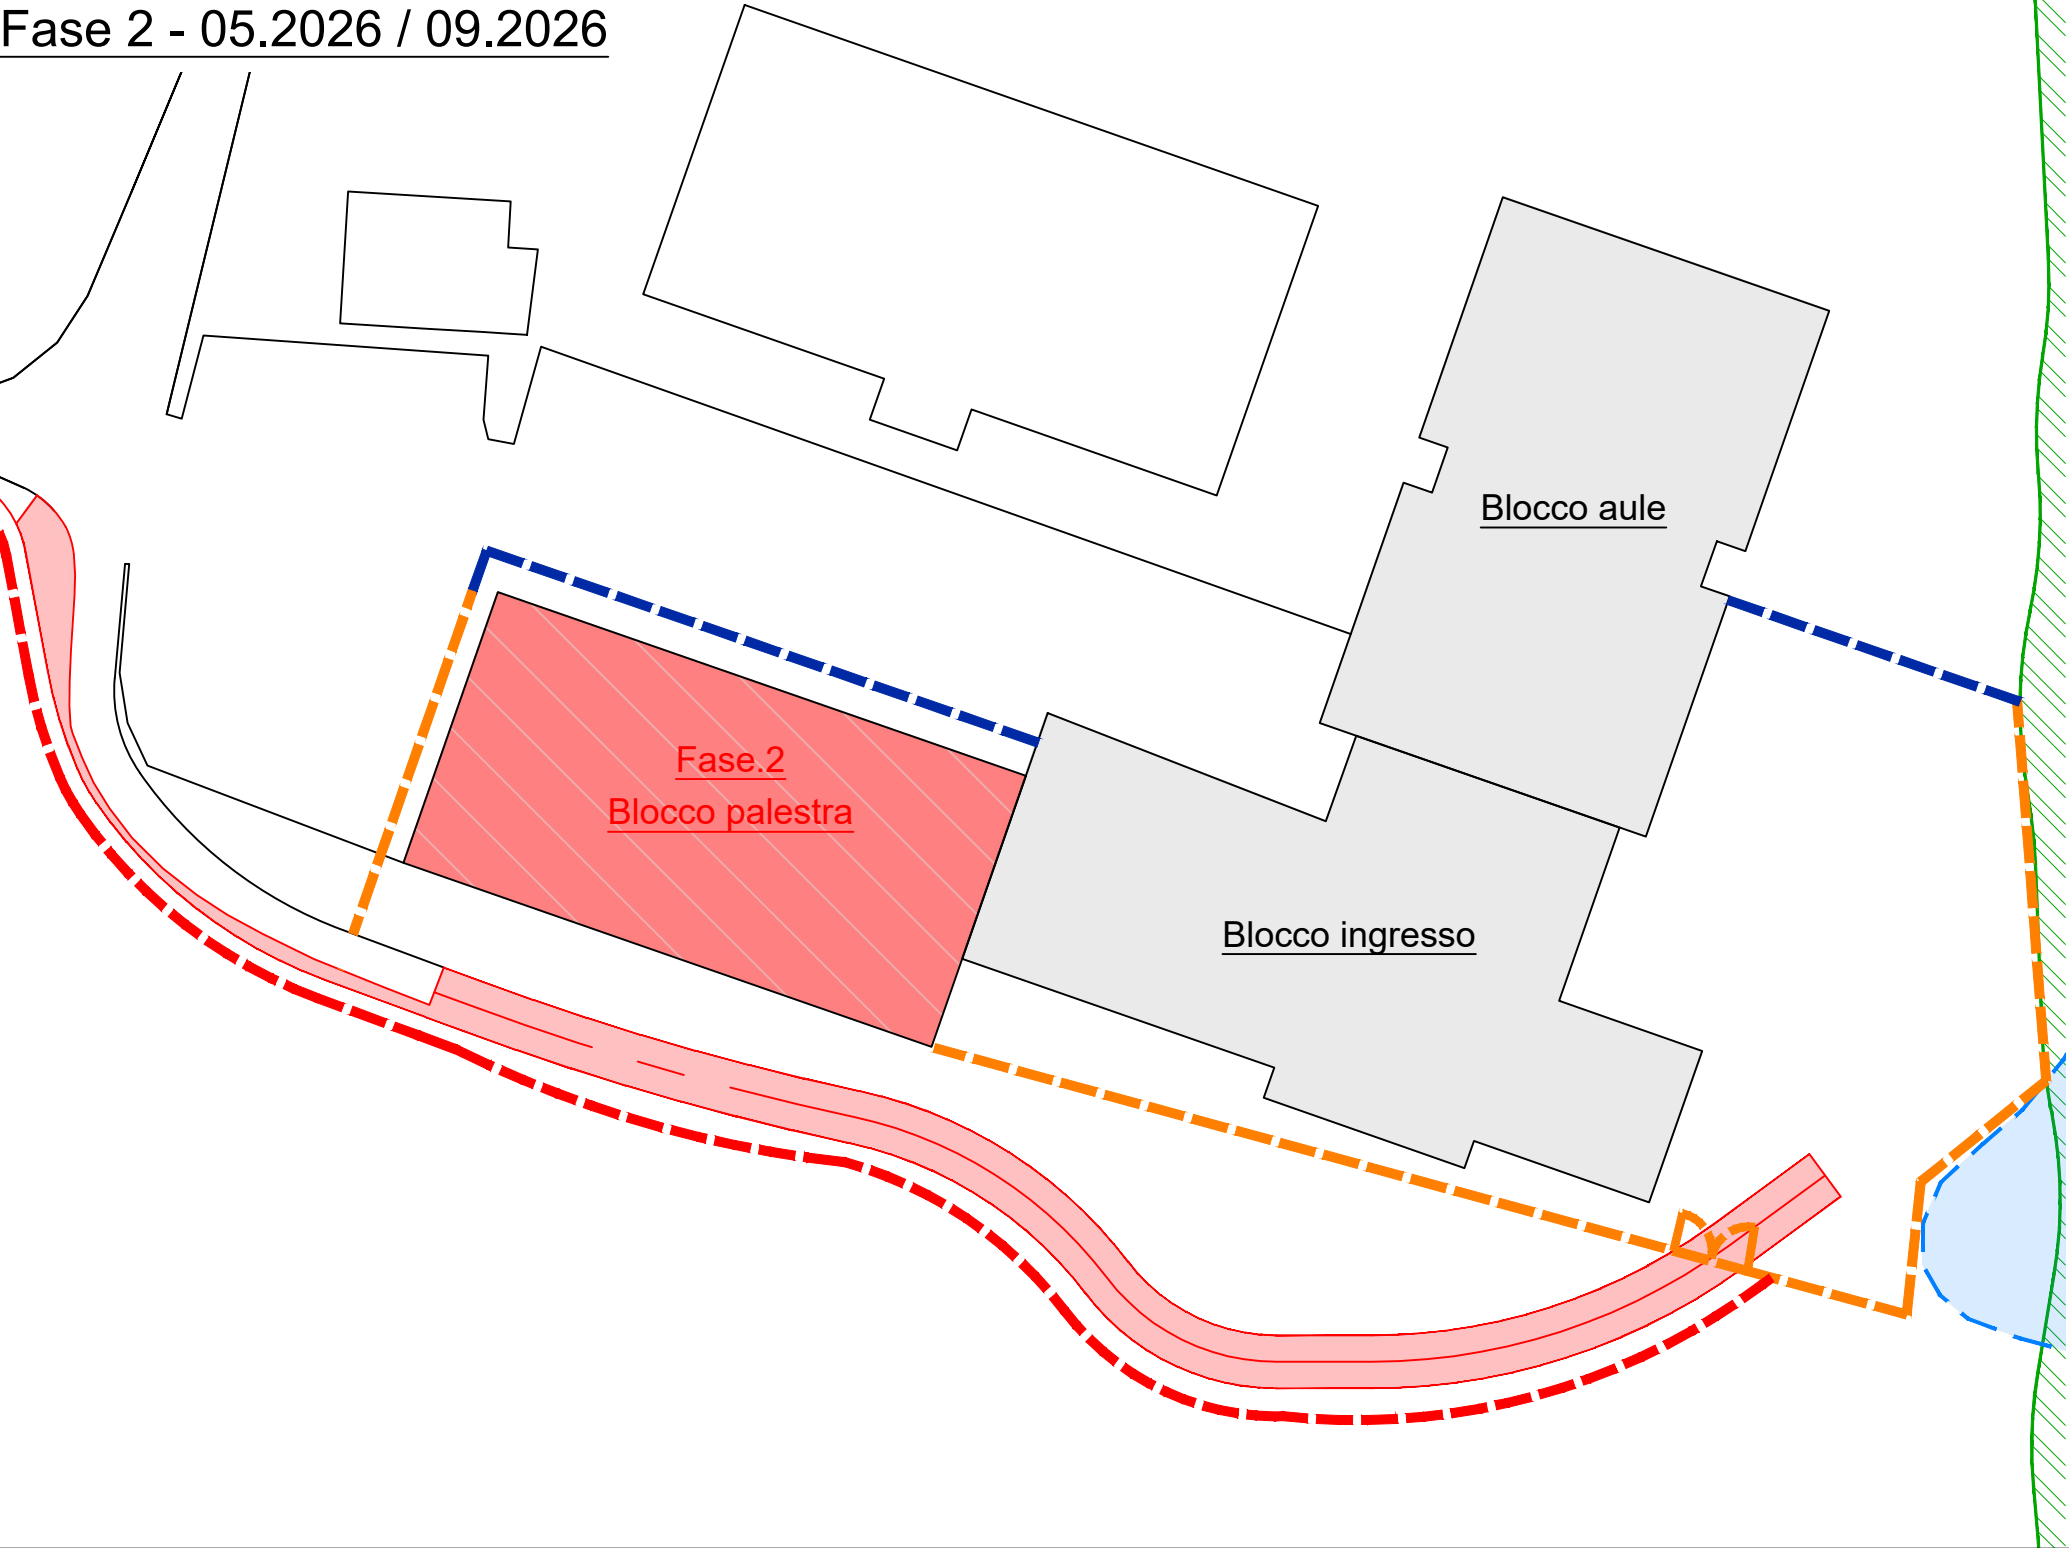 Fase 2 - 05.2026 / 09.2026
Blocco aule
Fase.2
Blocco palestra
Blocco ingresso